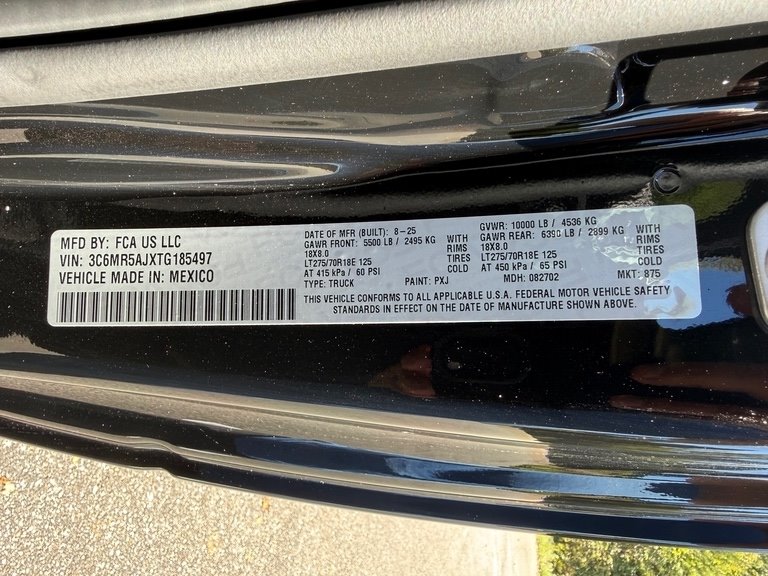 MFD BY: FCA US LLC
VIN: 3C6MR5AJXTG185497
VEHICLE MADE IN: MEXICO
DATE OF MFR (BUILT): 8-25
GAWR FRONT: 5500 LB / 2495 KG WITH
18X8.0 RIMS
LT275/70R18E 125 TIRES
AT 415 kPa / 60 PSI COLD
TYPE: TRUCK PAINT: PXJ
GVWR: 10000 LB / 4536 KG
GAWR REAR: 6390 LB / 2899 KG WITH
18X8.0 RIMS
LT275/70R18E 125 TIRES
AT 450 kPa / 65 PSI COLD
MDH: 082702 MKT: 875
THIS VEHICLE CONFORMS TO ALL APPLICABLE U.S.A. FEDERAL MOTOR VEHICLE SAFETY
STANDARDS IN EFFECT ON THE DATE OF MANUFACTURE SHOWN ABOVE.